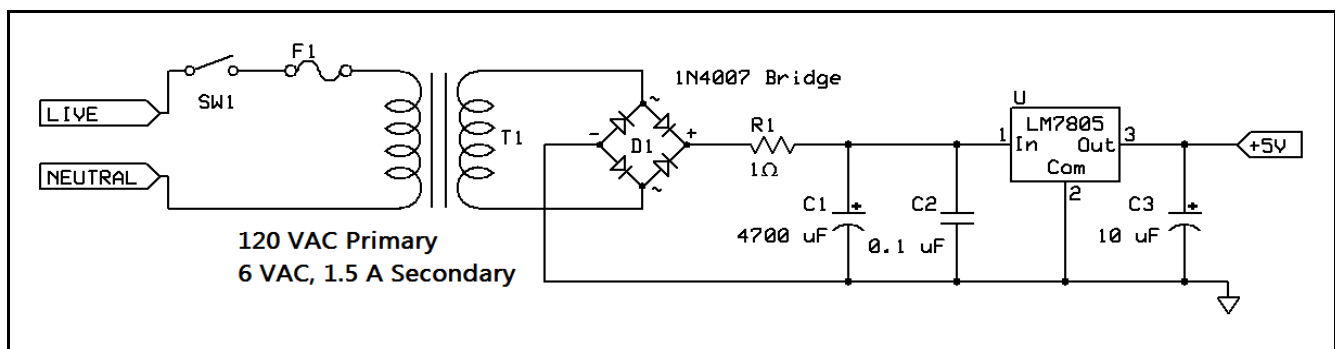 F1
SW1
LIVE
NEUTRAL
120 VAC Primary
6 VAC, 1.5 A Secondary
T1
1N4007 Bridge
~
-
+
D1
~
R1
1Ω
C1
+
4700 uF
C2
0.1 uF
U
LM7805
1
In
Out
3
Com
2
C3
+
10 uF
+5V